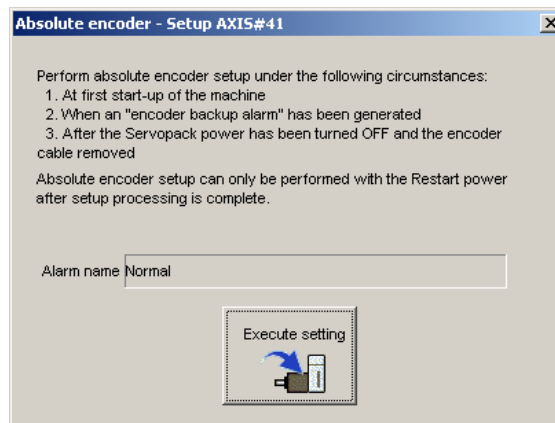 Absolute encoder - Setup AXIS#41
Perform absolute encoder setup under the following circumstances:
1. At first start-up of the machine
2. When an "encoder backup alarm" has been generated
3. After the Servopack power has been turned OFF and the encoder
cable removed
Absolute encoder setup can only be performed with the Restart power
after setup processing is complete.
Alarm name Normal
Execute setting